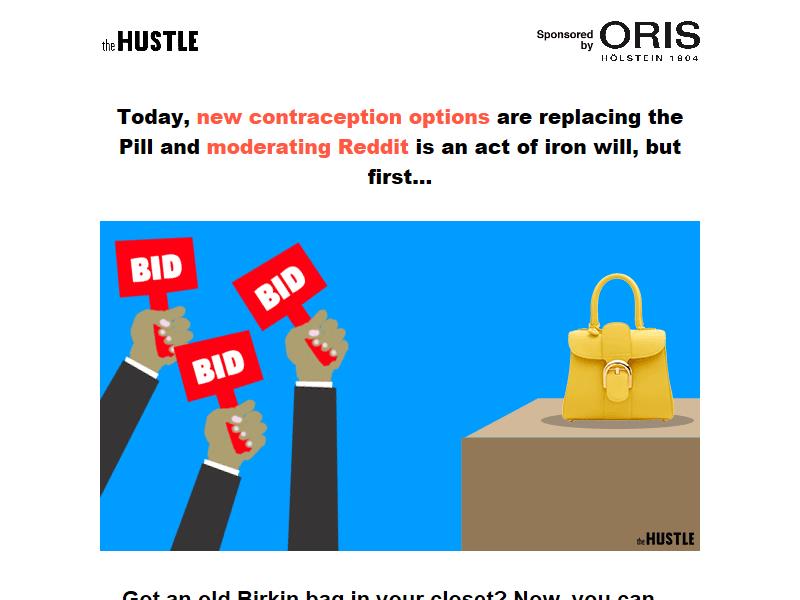 the HUSTLE
Sponsored by ORIS
HÖLSTEIN 1904
Today, new contraception options are replacing the
Pill and moderating Reddit is an act of iron will, but
first...
BID
BID
BID
the HUSTLE
Got an old Birkin bag in your closet? Now, you can